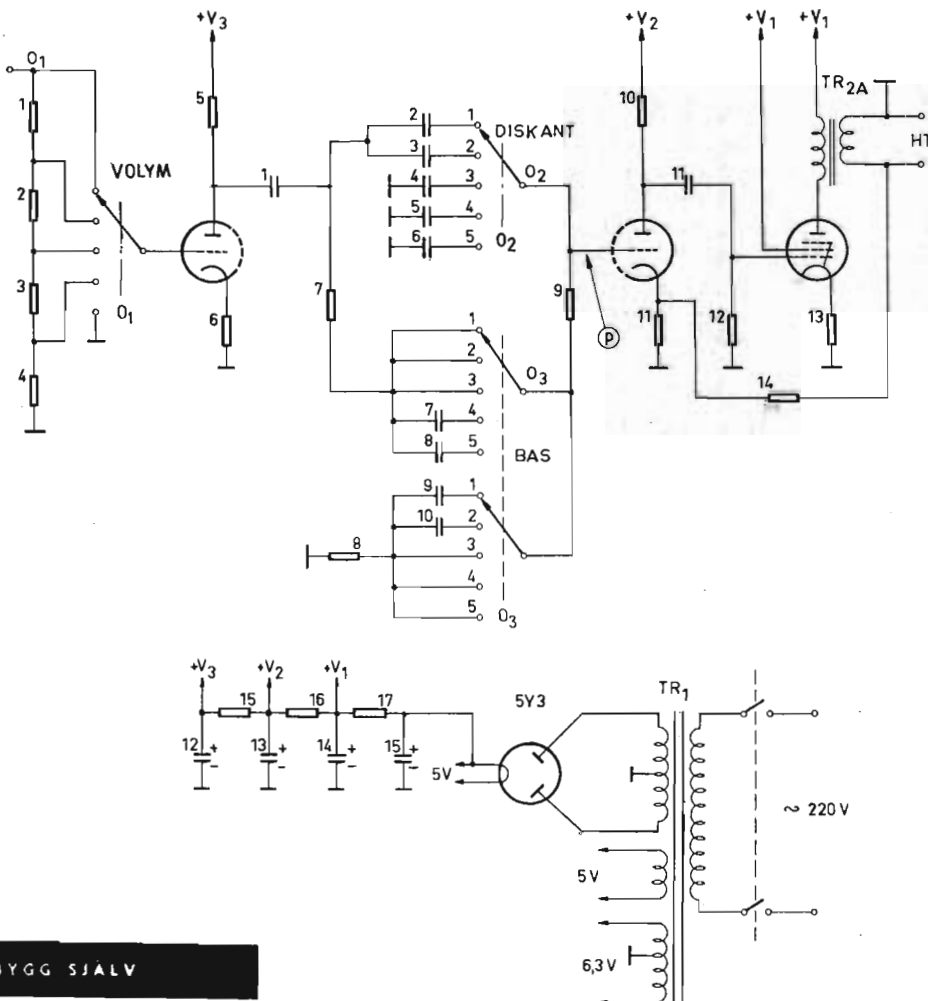 +V3 +V2 +V1 +V1
O1 5 10 TR2A
1 VOLYM 2 1 DISKANT HT
3 2 O2
2 1 4 3 11
5 4
6 5 O2
3 O1 7 9
6 1 P 11 12 13
4 2 O3
3 14
7 4
8 5 BAS
9 1
10 2
8 3
4
5 O3
+V3 +V2 +V1
15 16 17 5Y3 TR1
12 + - 13 + - 14 + - 15 + -
5V
~ 220 V
5V
6,3V
BYGG SJÄLV